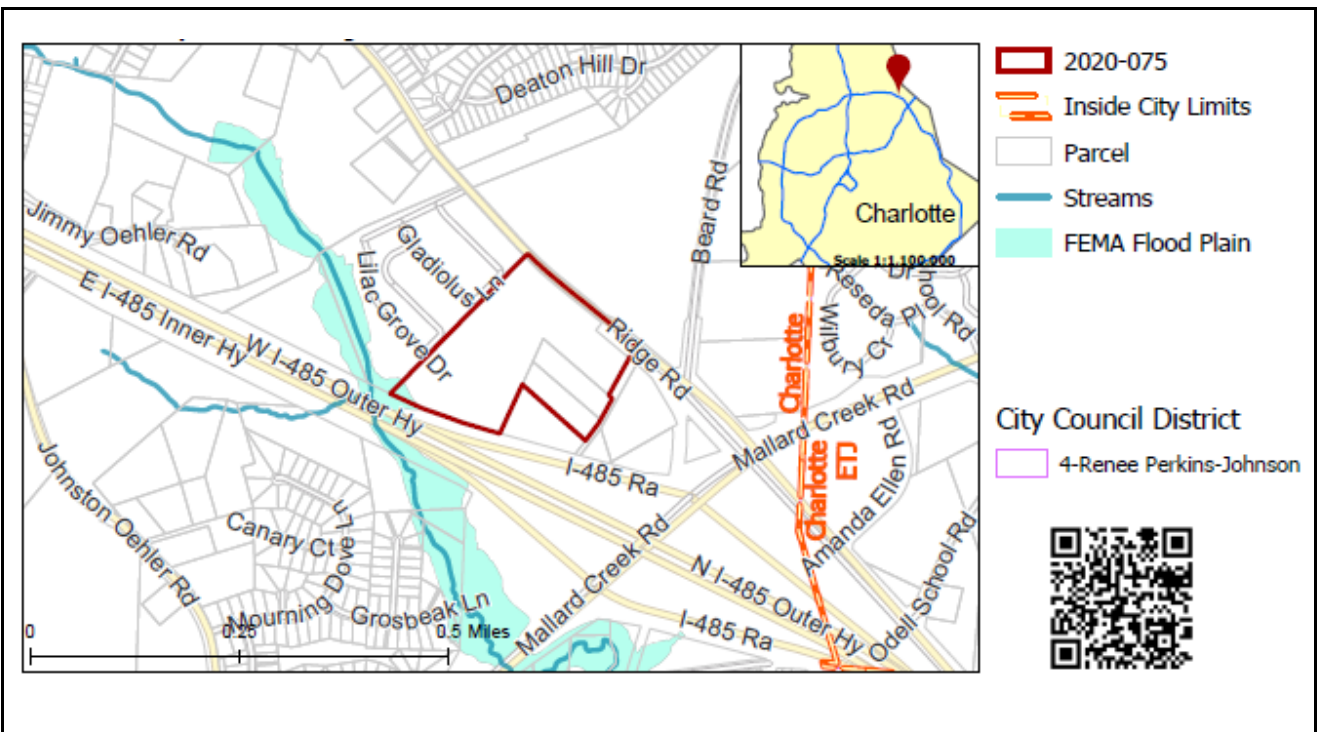 Deaton Hill Dr
Beard Rd
Jimmy Oehler Rd
Gladiolus Ln
Lilac Grove Dr
E I-485 Inner Hy
W I-485 Outer Hy
Ridge Rd
I-485 Ra
Mallard Creek Rd
Charlotte
Scale 1:1,100,000
Reseda Pl
Dr
hool Rd
Wilbury Cr
Charlotte
Charlotte
ETJ
Amanda Ellen Rd
Odell School Rd
Johnston Oehler Rd
Canary Ct
Mourning Dove Ln
Grosbeak Ln
Mallard Creek Rd
N I-485 Outer Hy
I-485 Ra
0 0.25 0.5 Miles
2020-075
Inside City Limits
Parcel
Streams
FEMA Flood Plain
City Council District
4-Renee Perkins-Johnson